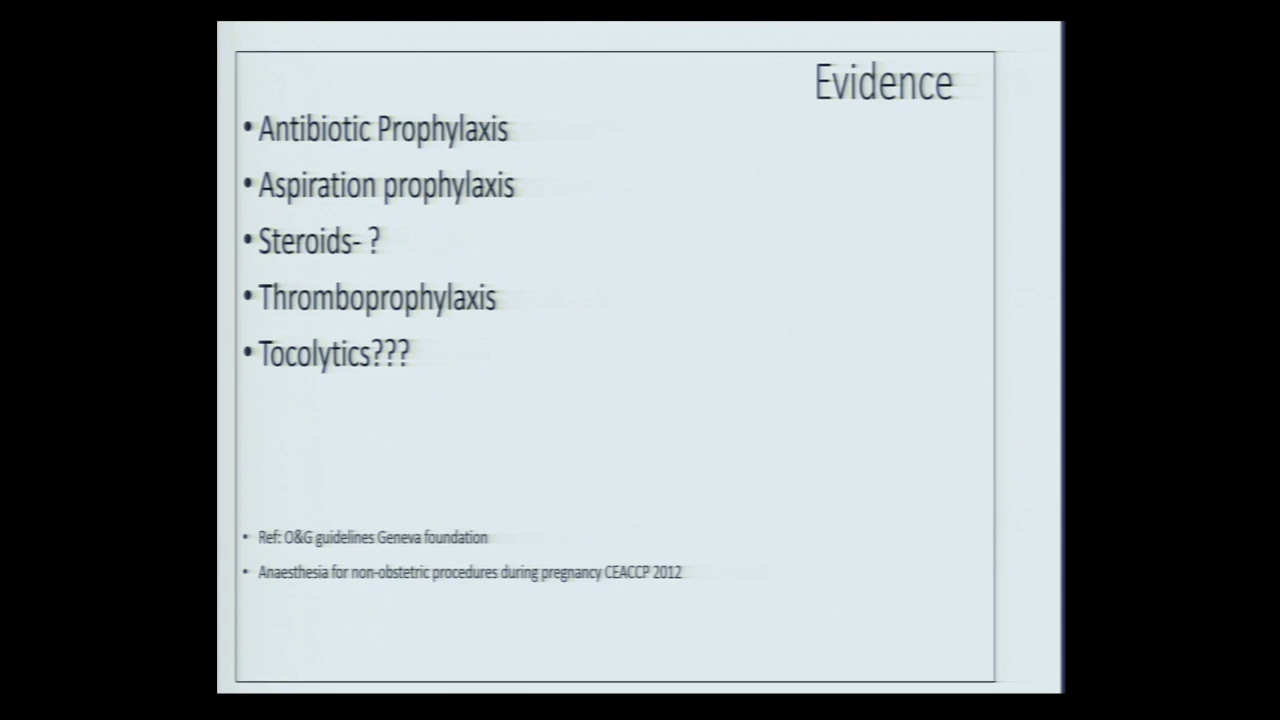 Evidence
• Antibiotic Prophylaxis
• Aspiration prophylaxis
• Steroids- ?
• Thromboprophylaxis
• Tocolytics???
• Ref: O&G guidelines Geneva foundation
• Anaesthesia for non-obstetric procedures during pregnancy CEACCP 2012